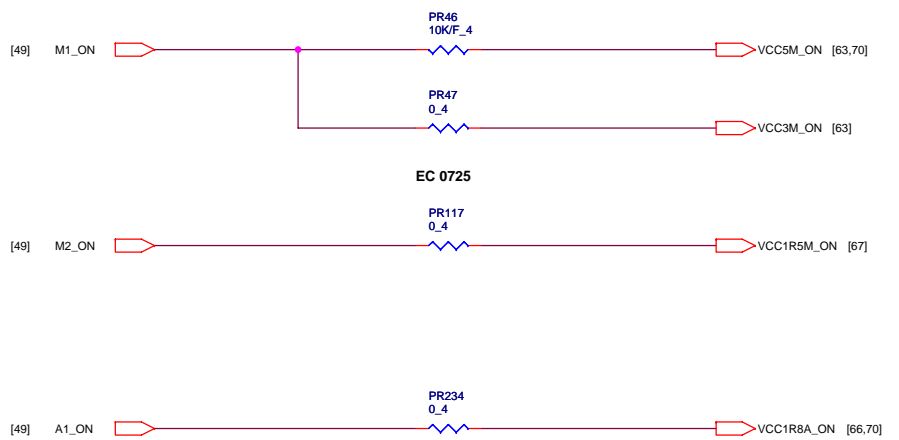 PR46
10K/F_4
[49] M1_ON VCC5M_ON [63,70]
PR47
0_4
VCC3M_ON [63]
EC 0725
PR117
0_4
[49] M2_ON VCC1R5M_ON [67]
PR234
0_4
[49] A1_ON VCC1R8A_ON [66,70]